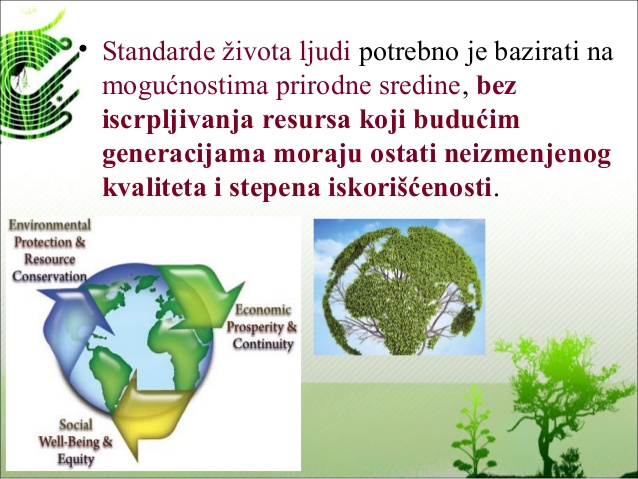 • Standarde života ljudi potrebno je bazirati na
mogućnostima prirodne sredine, bez
iscrpljivanja resursa koji budućim
generacijama moraju ostati neizmenjenog
kvaliteta i stepena iskorišćenosti.
Environmental
Protection &
Resource
Conservation
Economic
Prosperity &
Continuity
Social
Well-Being &
Equity